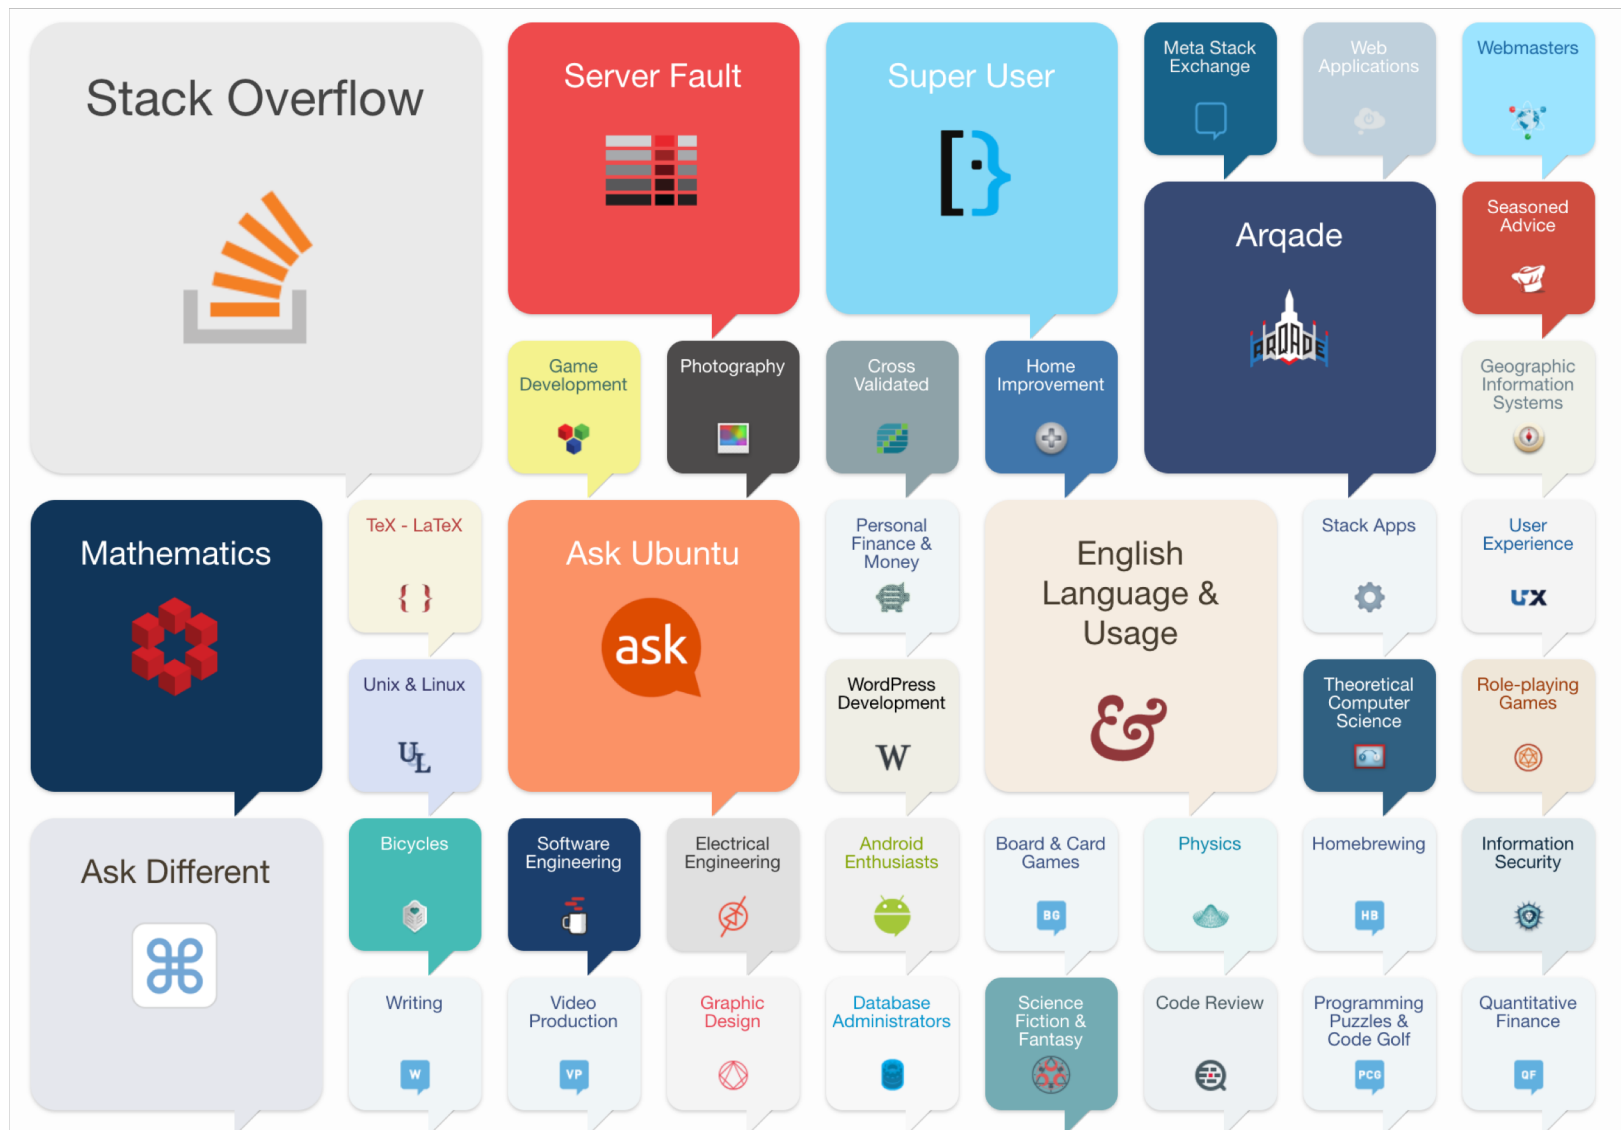 Stack Overflow
Server Fault
Super User
Meta Stack
Exchange
Web
Applications
Webmasters
Arqade
ARQADE
Seasoned
Advice
Game
Development
Photography
Cross
Validated
Home
Improvement
Geographic
Information
Systems
Mathematics
TeX - LaTeX
{ }
Ask Ubuntu
ask
Personal
Finance &
Money
English
Language &
Usage
&
Stack Apps
User
Experience
UX
Unix & Linux
UL
WordPress
Development
W
Theoretical
Computer
Science
Role-playing
Games
Ask Different
Bicycles
Software
Engineering
Electrical
Engineering
Android
Enthusiasts
Board & Card
Games
BG
Physics
Homebrewing
HB
Information
Security
Writing
W
Video
Production
VP
Graphic
Design
Database
Administrators
Science
Fiction &
Fantasy
Code Review
Programming
Puzzles &
Code Golf
PCG
Quantitative
Finance
QF